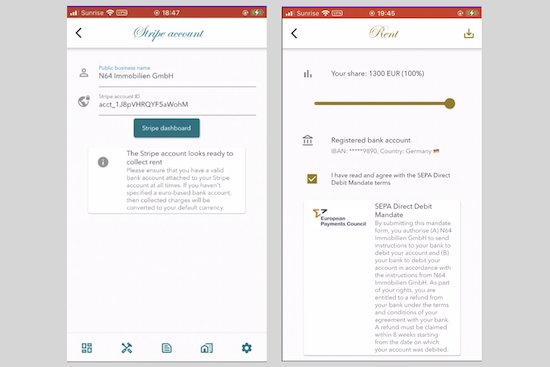 Sunrise VPN 18:47
Stripe account
Public business name
N64 Immobilien GmbH
Stripe account ID
acct_1J8pVHRQYF5aWohM
Stripe dashboard
The Stripe account looks ready to
collect rent
Please ensure that you have a valid
bank account attached to your Stripe
account at all times. If you haven't
specified a euro-based bank account,
then collected charges will be
converted to your default currency.
Sunrise VPN 19:45
Rent
Your share: 1300 EUR (100%)
Registered bank account
IBAN: *****9890, Country: Germany
I have read and agree with the SEPA Direct
Debit Mandate terms
European
Payments Council
SEPA Direct Debit
Mandate
By submitting this mandate
form, you authorise (A) N64
Immobilien GmbH to send
instructions to your bank to
debit your account and (B)
your bank to debit your
account in accordance with
the instructions from N64
Immobilien GmbH. As part
of your rights, you are
entitled to a refund from
your bank under the terms
and conditions of your
agreement with your bank.
A refund must be claimed
within 8 weeks starting
from the date on which
your account was debited.